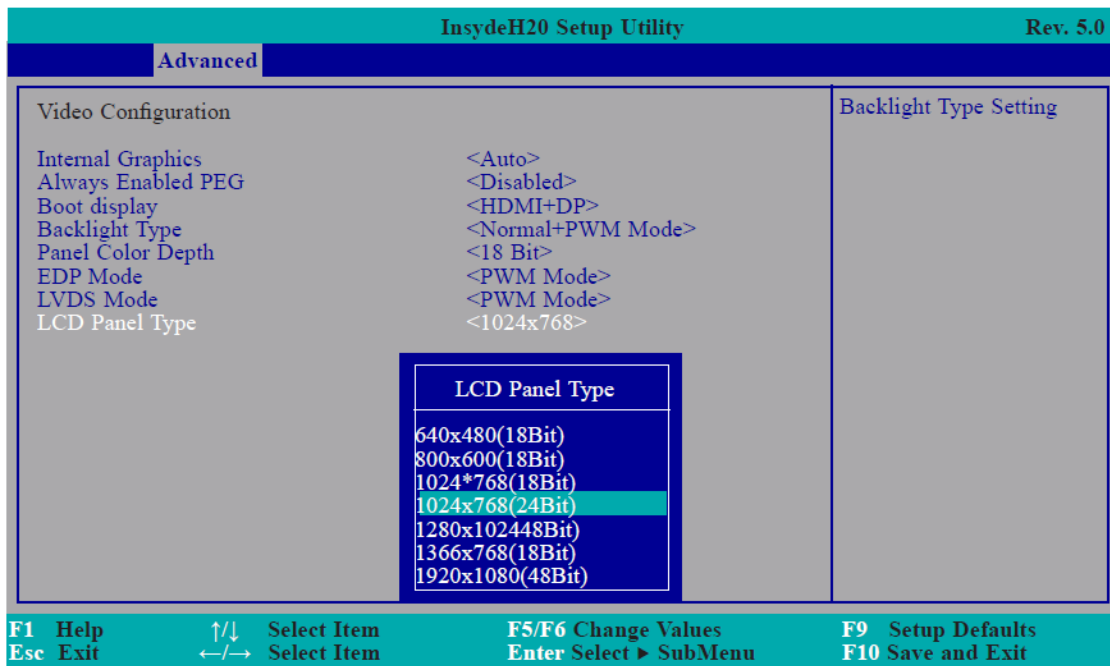 InsydeH20 Setup Utility Rev. 5.0
Advanced
Video Configuration
Internal Graphics <Auto>
Always Enabled PEG <Disabled>
Boot display <HDMI+DP>
Backlight Type <Normal+PWM Mode>
Panel Color Depth <18 Bit>
EDP Mode <PWM Mode>
LVDS Mode <PWM Mode>
LCD Panel Type <1024x768>
Backlight Type Setting
LCD Panel Type
640x480(18Bit)
800x600(18Bit)
1024*768(18Bit)
1024x768(24Bit)
1280x102448Bit)
1366x768(18Bit)
1920x1080(48Bit)
F1 Help ↑/↓ Select Item F5/F6 Change Values F9 Setup Defaults
Esc Exit ←/→ Select Item Enter Select ▶ SubMenu F10 Save and Exit